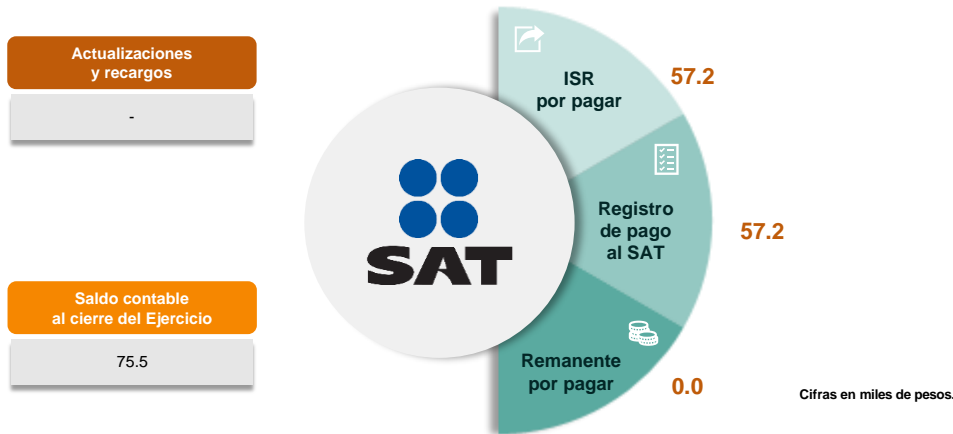 Actualizaciones
y recargos
-
Saldo contable
al cierre del Ejercicio
75.5
SAT
ISR
por pagar
57.2
Registro
de pago
al SAT
57.2
Remanente
por pagar
0.0
Cifras en miles de pesos.